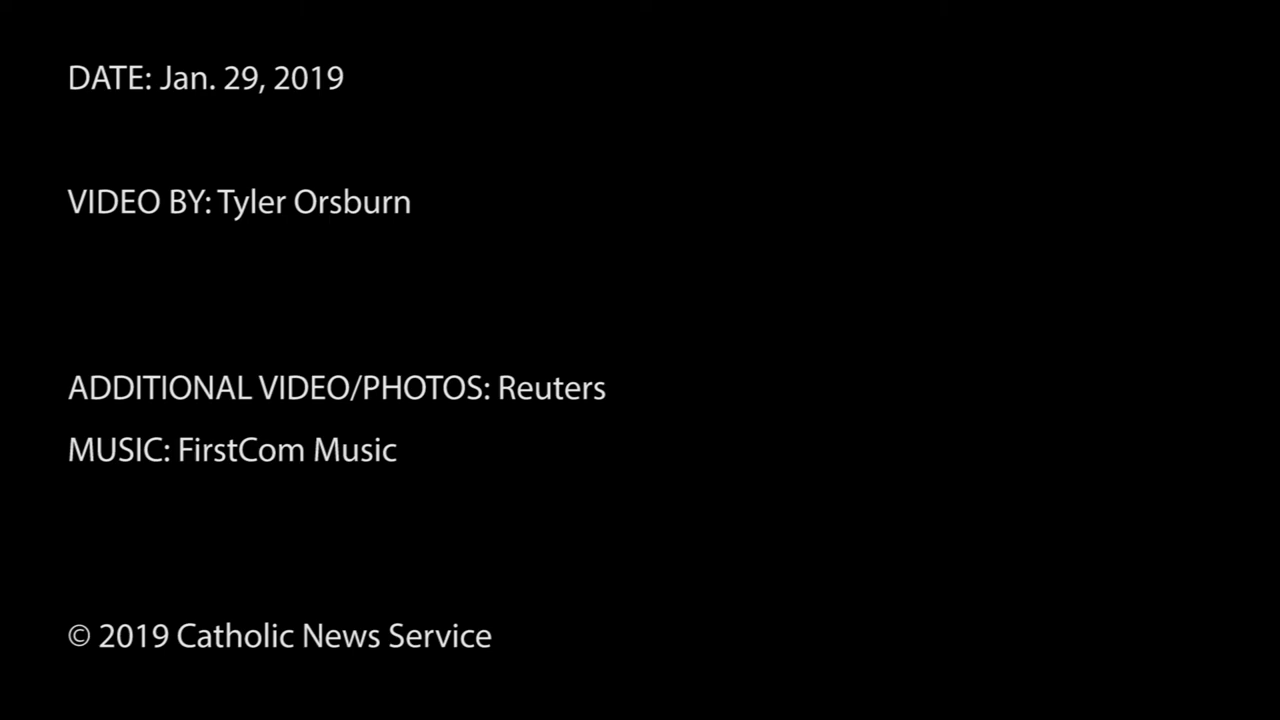 DATE: Jan. 29, 2019
VIDEO BY: Tyler Orsburn
ADDITIONAL VIDEO/PHOTOS: Reuters
MUSIC: FirstCom Music
© 2019 Catholic News Service